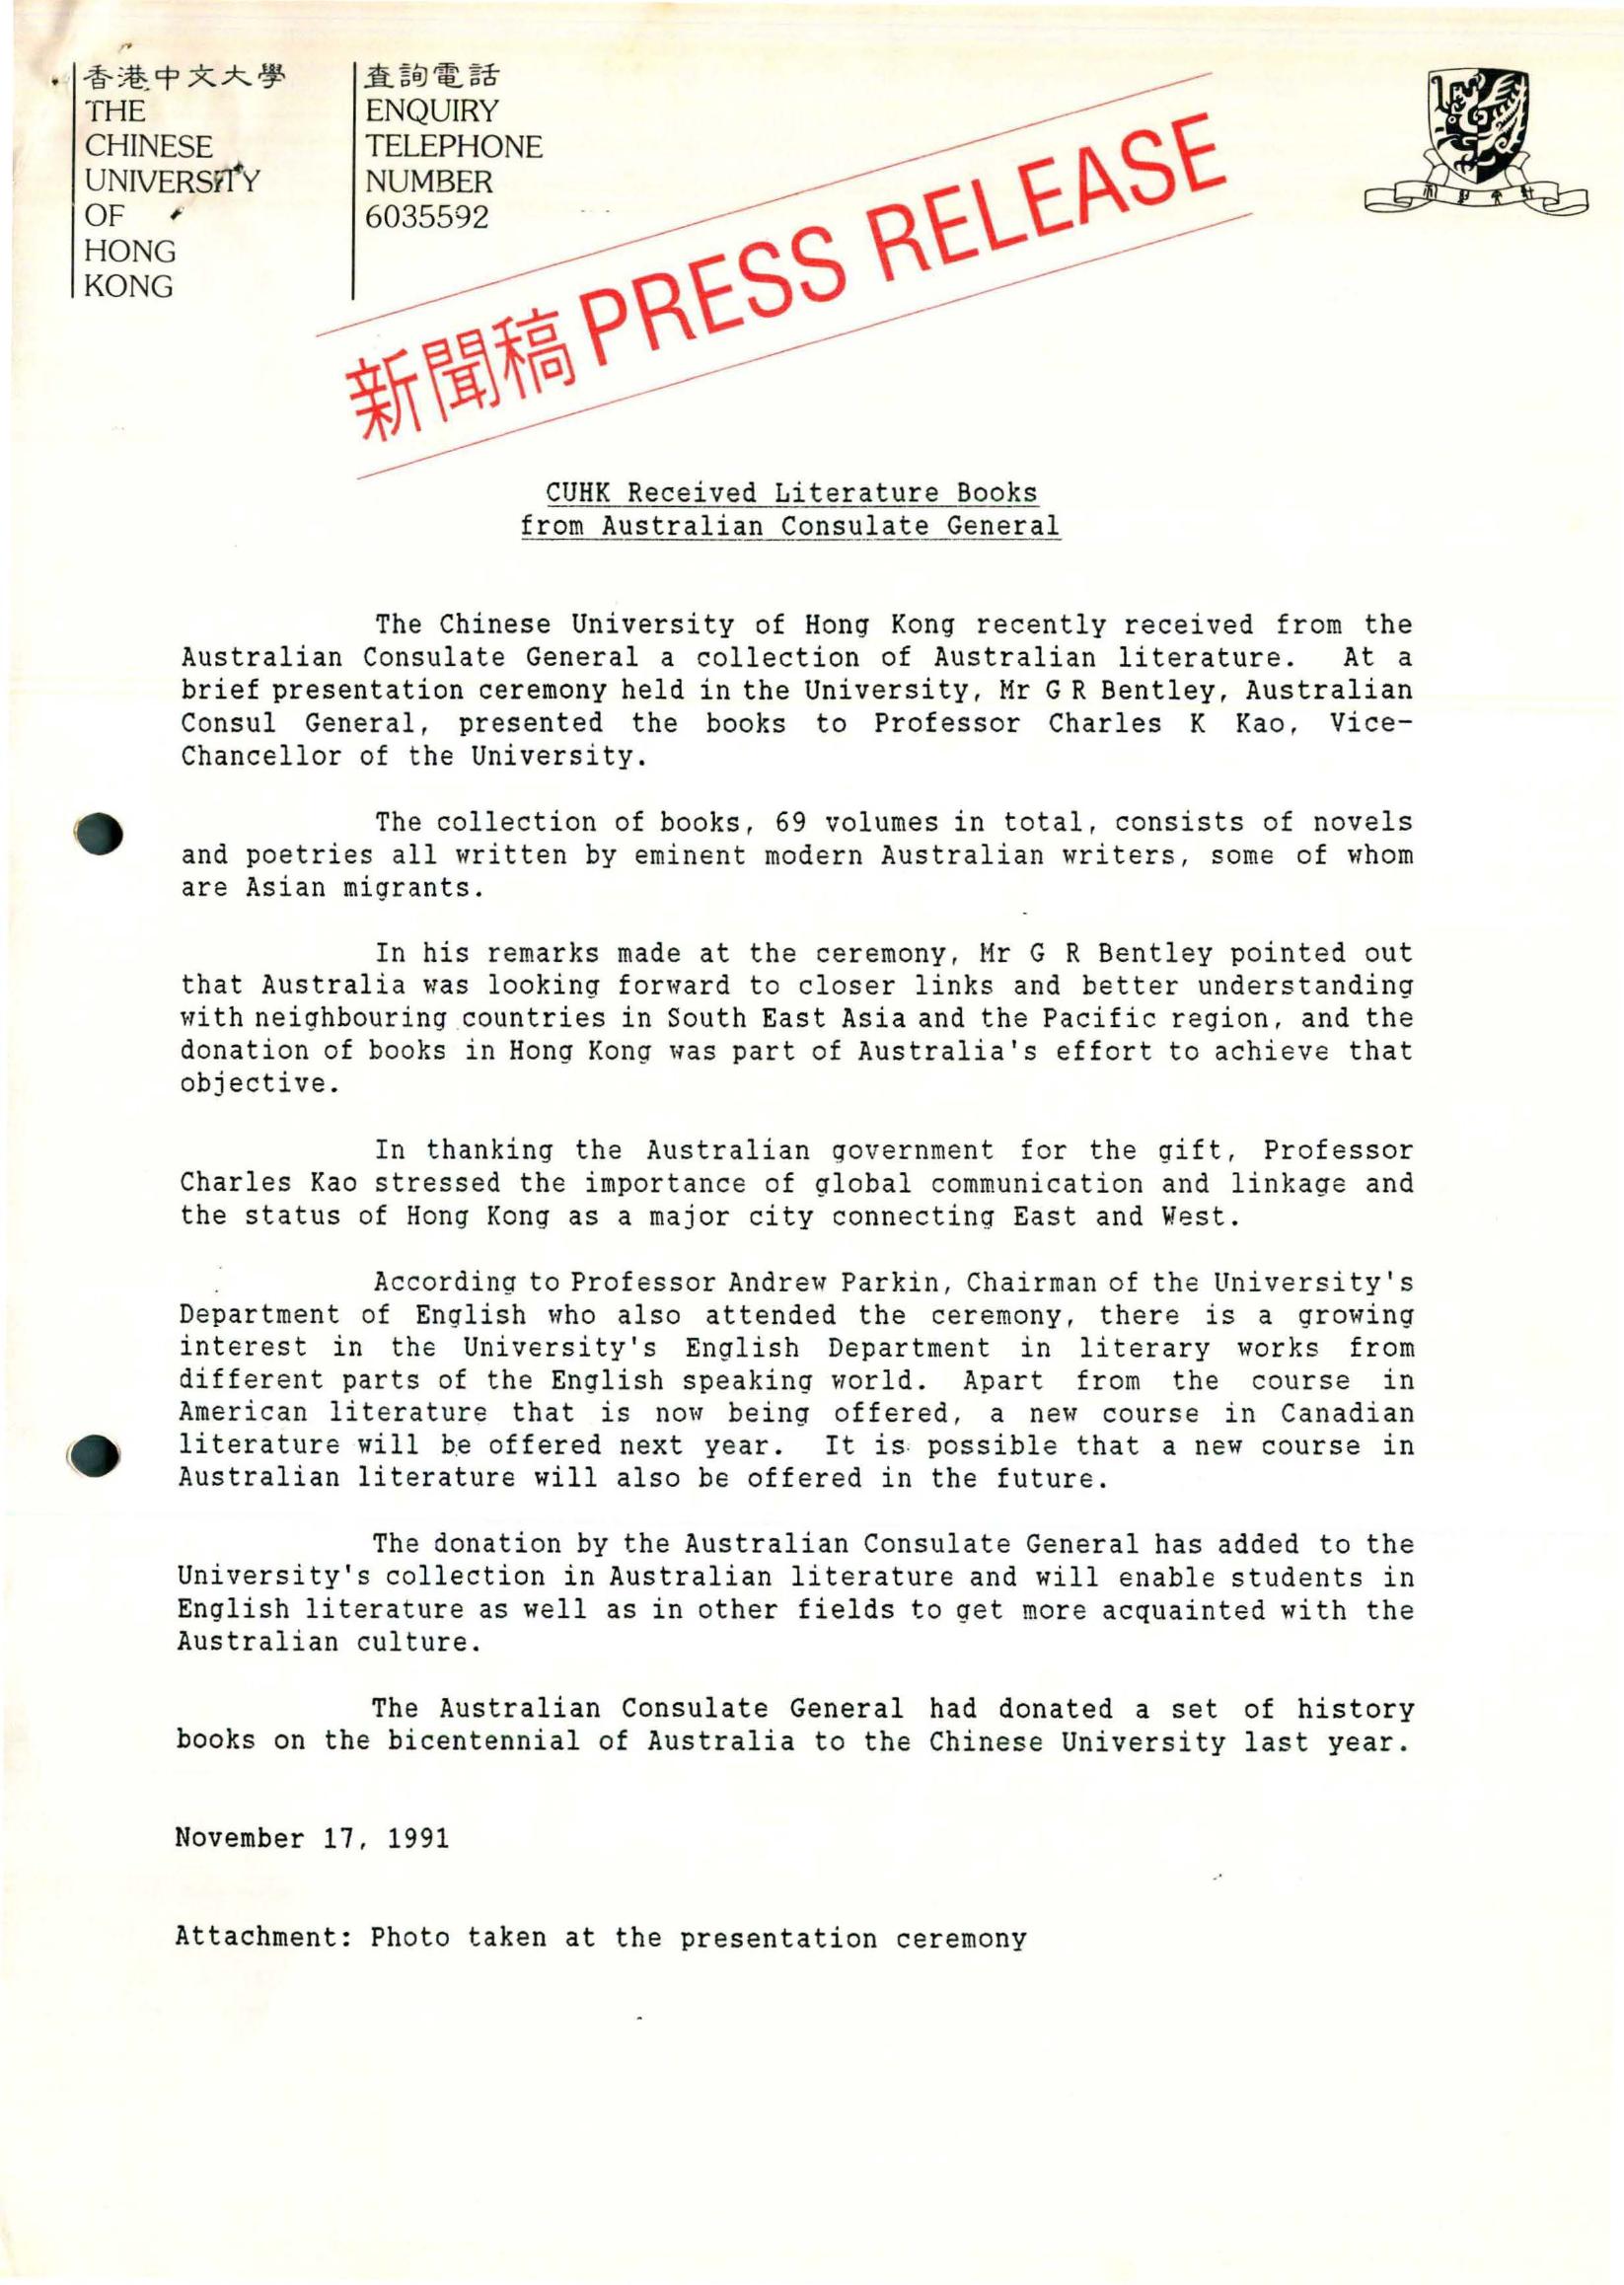 香港中文大學
THE
CHINESE
UNIVERSITY
OF
HONG
KONG
查詢電話
ENQUIRY
TELEPHONE
NUMBER
6035592
新聞稿 PRESS RELEASE
CUHK Received Literature Books
from Australian Consulate General
The Chinese University of Hong Kong recently received from the
Australian Consulate General a collection of Australian literature. At a
brief presentation ceremony held in the University, Mr G R Bentley, Australian
Consul General, presented the books to Professor Charles K Kao, Vice-
Chancellor of the University.
The collection of books, 69 volumes in total, consists of novels
and poetries all written by eminent modern Australian writers, some of whom
are Asian migrants.
In his remarks made at the ceremony, Mr G R Bentley pointed out
that Australia was looking forward to closer links and better understanding
with neighbouring countries in South East Asia and the Pacific region, and the
donation of books in Hong Kong was part of Australia's effort to achieve that
objective.
In thanking the Australian government for the gift, Professor
Charles Kao stressed the importance of global communication and linkage and
the status of Hong Kong as a major city connecting East and West.
According to Professor Andrew Parkin, Chairman of the University's
Department of English who also attended the ceremony, there is a growing
interest in the University's English Department in literary works from
different parts of the English speaking world. Apart from the course in
American literature that is now being offered, a new course in Canadian
literature will be offered next year. It is possible that a new course in
Australian literature will also be offered in the future.
The donation by the Australian Consulate General has added to the
University's collection in Australian literature and will enable students in
English literature as well as in other fields to get more acquainted with the
Australian culture.
The Australian Consulate General had donated a set of history
books on the bicentennial of Australia to the Chinese University last year.
November 17, 1991
Attachment: Photo taken at the presentation ceremony